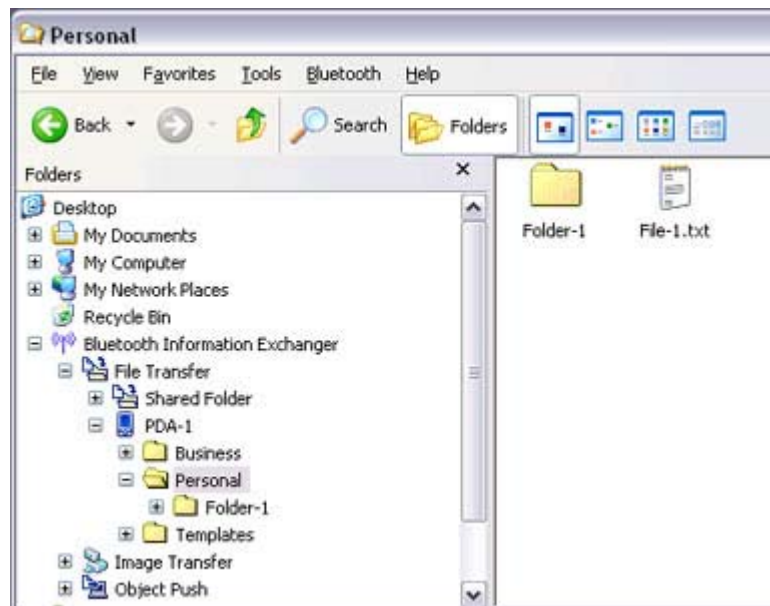 Personal
File View Favorites Tools Bluetooth Help
Back Search Folders
Folders
Desktop
My Documents
My Computer
My Network Places
Recycle Bin
Bluetooth Information Exchanger
File Transfer
Shared Folder
PDA-1
Business
Personal
Folder-1
Templates
Image Transfer
Object Push
Folder-1 File-1.txt